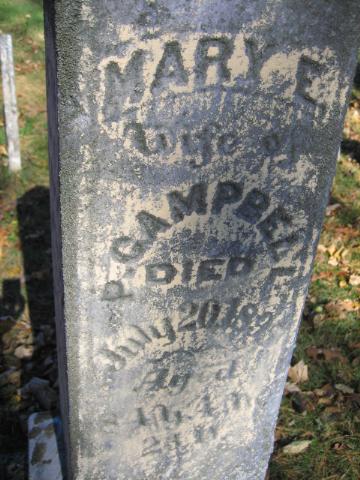 MARY E.
Wife of
P. CAMPBELL
DIED
July 20, 18
Aged